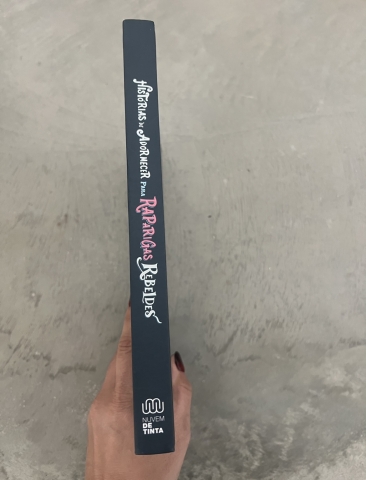 HISTÓRIAS DE ADORMECER PARA RAPARIGAS REBELDES
NUVEM
DE
TINTA